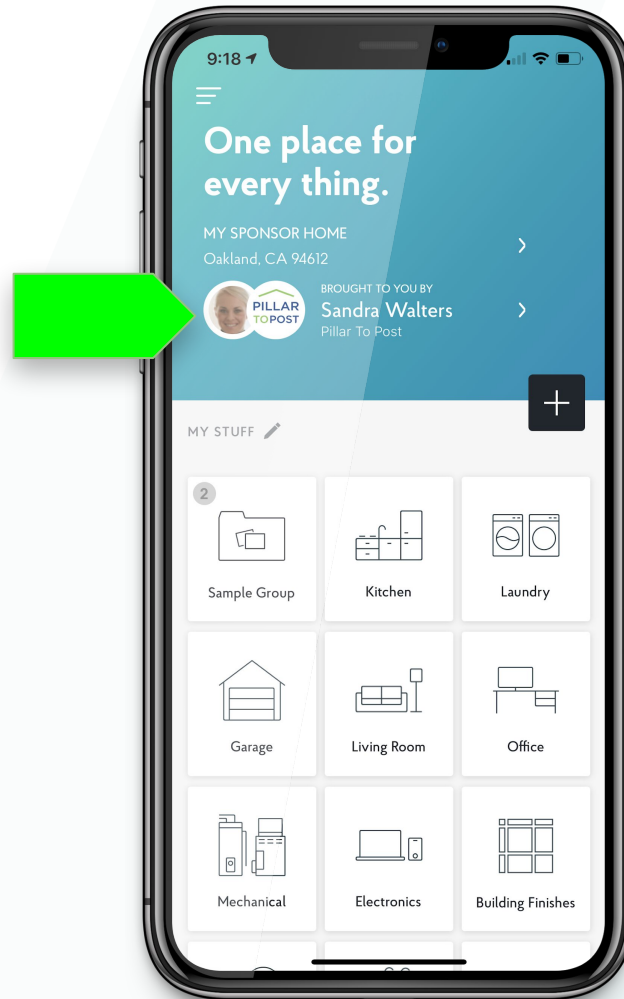 9:18
One place for
every thing.
MY SPONSOR HOME
Oakland, CA 94612
PILLAR
TO POST
BROUGHT TO YOU BY
Sandra Walters
Pillar To Post
MY STUFF
2
Sample Group
Kitchen
Laundry
Garage
Living Room
Office
Mechanical
Electronics
Building Finishes